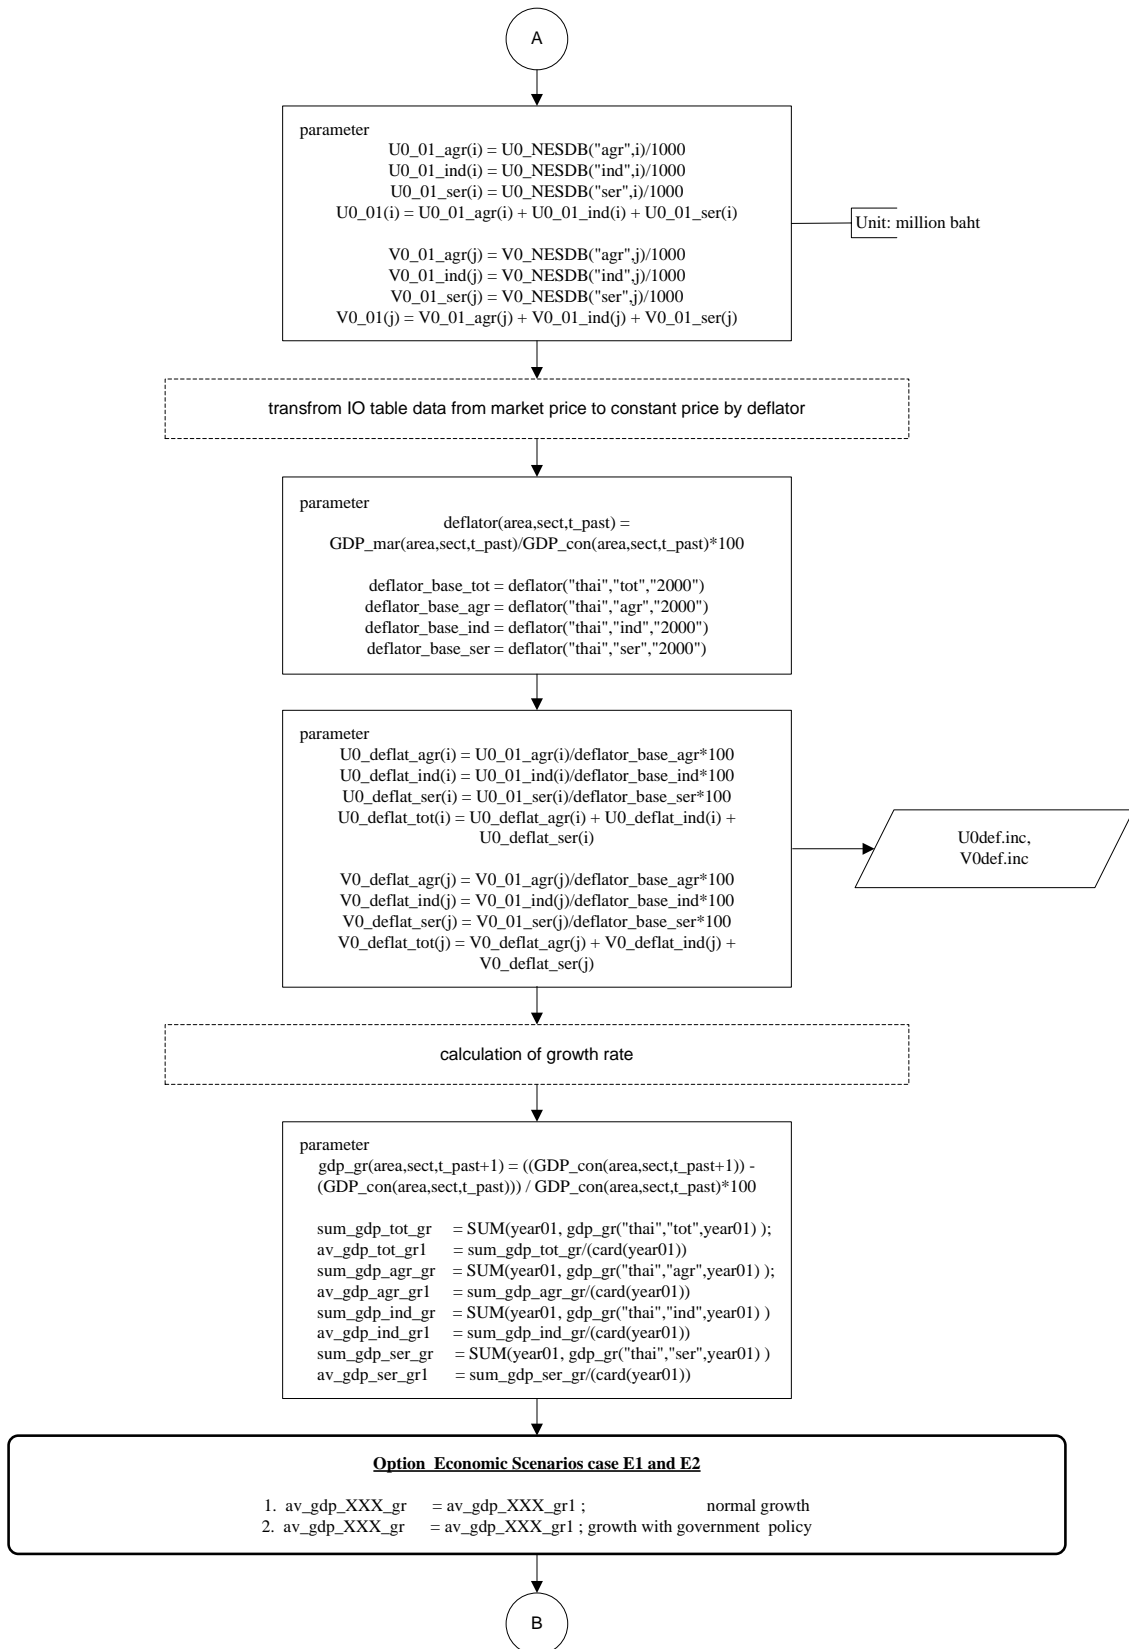 A
parameter
U0_01_agr(i) = U0_NESDB("agr",i)/1000
U0_01_ind(i) = U0_NESDB("ind",i)/1000
U0_01_ser(i) = U0_NESDB("ser",i)/1000
U0_01(i) = U0_01_agr(i) + U0_01_ind(i) + U0_01_ser(i)
Unit: million baht
V0_01_agr(j) = V0_NESDB("agr",j)/1000
V0_01_ind(j) = V0_NESDB("ind",j)/1000
V0_01_ser(j) = V0_NESDB("ser",j)/1000
V0_01(j) = V0_01_agr(j) + V0_01_ind(j) + V0_01_ser(j)
transfrom IO table data from market price to constant price by deflator
parameter
deflator(area,sect,t_past) =
GDP_mar(area,sect,t_past)/GDP_con(area,sect,t_past)*100
deflator_base_tot = deflator("thai","tot","2000")
deflator_base_agr = deflator("thai","agr","2000")
deflator_base_ind = deflator("thai","ind","2000")
deflator_base_ser = deflator("thai","ser","2000")
parameter
U0_deflat_agr(i) = U0_01_agr(i)/deflator_base_agr*100
U0_deflat_ind(i) = U0_01_ind(i)/deflator_base_ind*100
U0_deflat_ser(i) = U0_01_ser(i)/deflator_base_ser*100
U0_deflat_tot(i) = U0_deflat_agr(i) + U0_deflat_ind(i) +
U0_deflat_ser(i)
U0def.inc,
V0def.inc
V0_deflat_agr(j) = V0_01_agr(j)/deflator_base_agr*100
V0_deflat_ind(j) = V0_01_ind(j)/deflator_base_ind*100
V0_deflat_ser(j) = V0_01_ser(j)/deflator_base_ser*100
V0_deflat_tot(j) = V0_deflat_agr(j) + V0_deflat_ind(j) +
V0_deflat_ser(j)
calculation of growth rate
parameter
gdp_gr(area,sect,t_past+1) = ((GDP_con(area,sect,t_past+1)) -
(GDP_con(area,sect,t_past))) / GDP_con(area,sect,t_past)*100
sum_gdp_tot_gr = SUM(year01, gdp_gr("thai","tot",year01) );
av_gdp_tot_gr1 = sum_gdp_tot_gr/(card(year01))
sum_gdp_agr_gr = SUM(year01, gdp_gr("thai","agr",year01) );
av_gdp_agr_gr1 = sum_gdp_agr_gr/(card(year01))
sum_gdp_ind_gr = SUM(year01, gdp_gr("thai","ind",year01) )
av_gdp_ind_gr1 = sum_gdp_ind_gr/(card(year01))
sum_gdp_ser_gr = SUM(year01, gdp_gr("thai","ser",year01) )
av_gdp_ser_gr1 = sum_gdp_ser_gr/(card(year01))
Option Economic Scenarios case E1 and E2
1. av_gdp_XXX_gr = av_gdp_XXX_gr1 ; normal growth
2. av_gdp_XXX_gr = av_gdp_XXX_gr1 ; growth with government policy
B